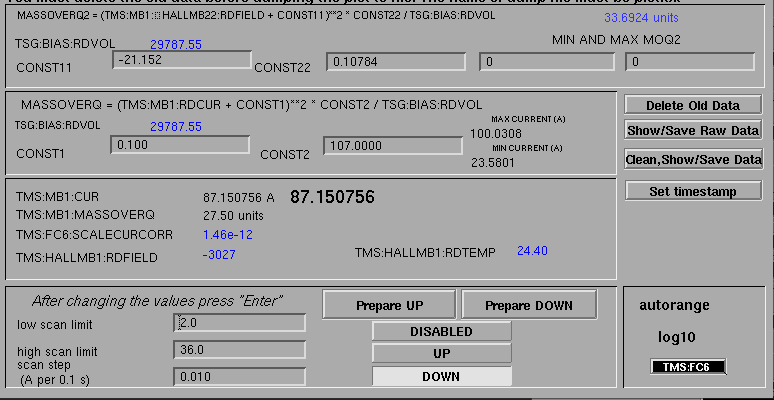 MASSOVERQ2 = (TMS:MB1: HALLMB22:RDFIELD + CONST11)**2 * CONST22 / TSG:BIAS:RDVOL
33.6924 units
TSG:BIAS:RDVOL 29787.55
MIN AND MAX MOQ2
CONST11 -21.152 CONST22 0.10784 0 0
MASSOVERQ = (TMS:MB1:RDCUR + CONST1)**2 * CONST2 / TSG:BIAS:RDVOL
TSG:BIAS:RDVOL 29787.55
MAX CURRENT (A)
100.0308
MIN CURRENT (A)
23.5801
CONST1 0.100 CONST2 107.0000
Delete Old Data
Show/Save Raw Data
Clean,Show/Save Data
Set timestamp
TMS:MB1:CUR 87.150756 A 87.150756
TMS:MB1:MASSOVERQ 27.50 units
TMS:FC6:SCALECURCORR 1.46e-12
TMS:HALLMB1:RDFIELD -3027
TMS:HALLMB1:RDTEMP 24.40
After changing the values press "Enter"
low scan limit 2.0
high scan limit 36.0
scan step
(A per 0.1 s) 0.010
Prepare UP
Prepare DOWN
DISABLED
UP
DOWN
autorange
log10
TMS:FC6